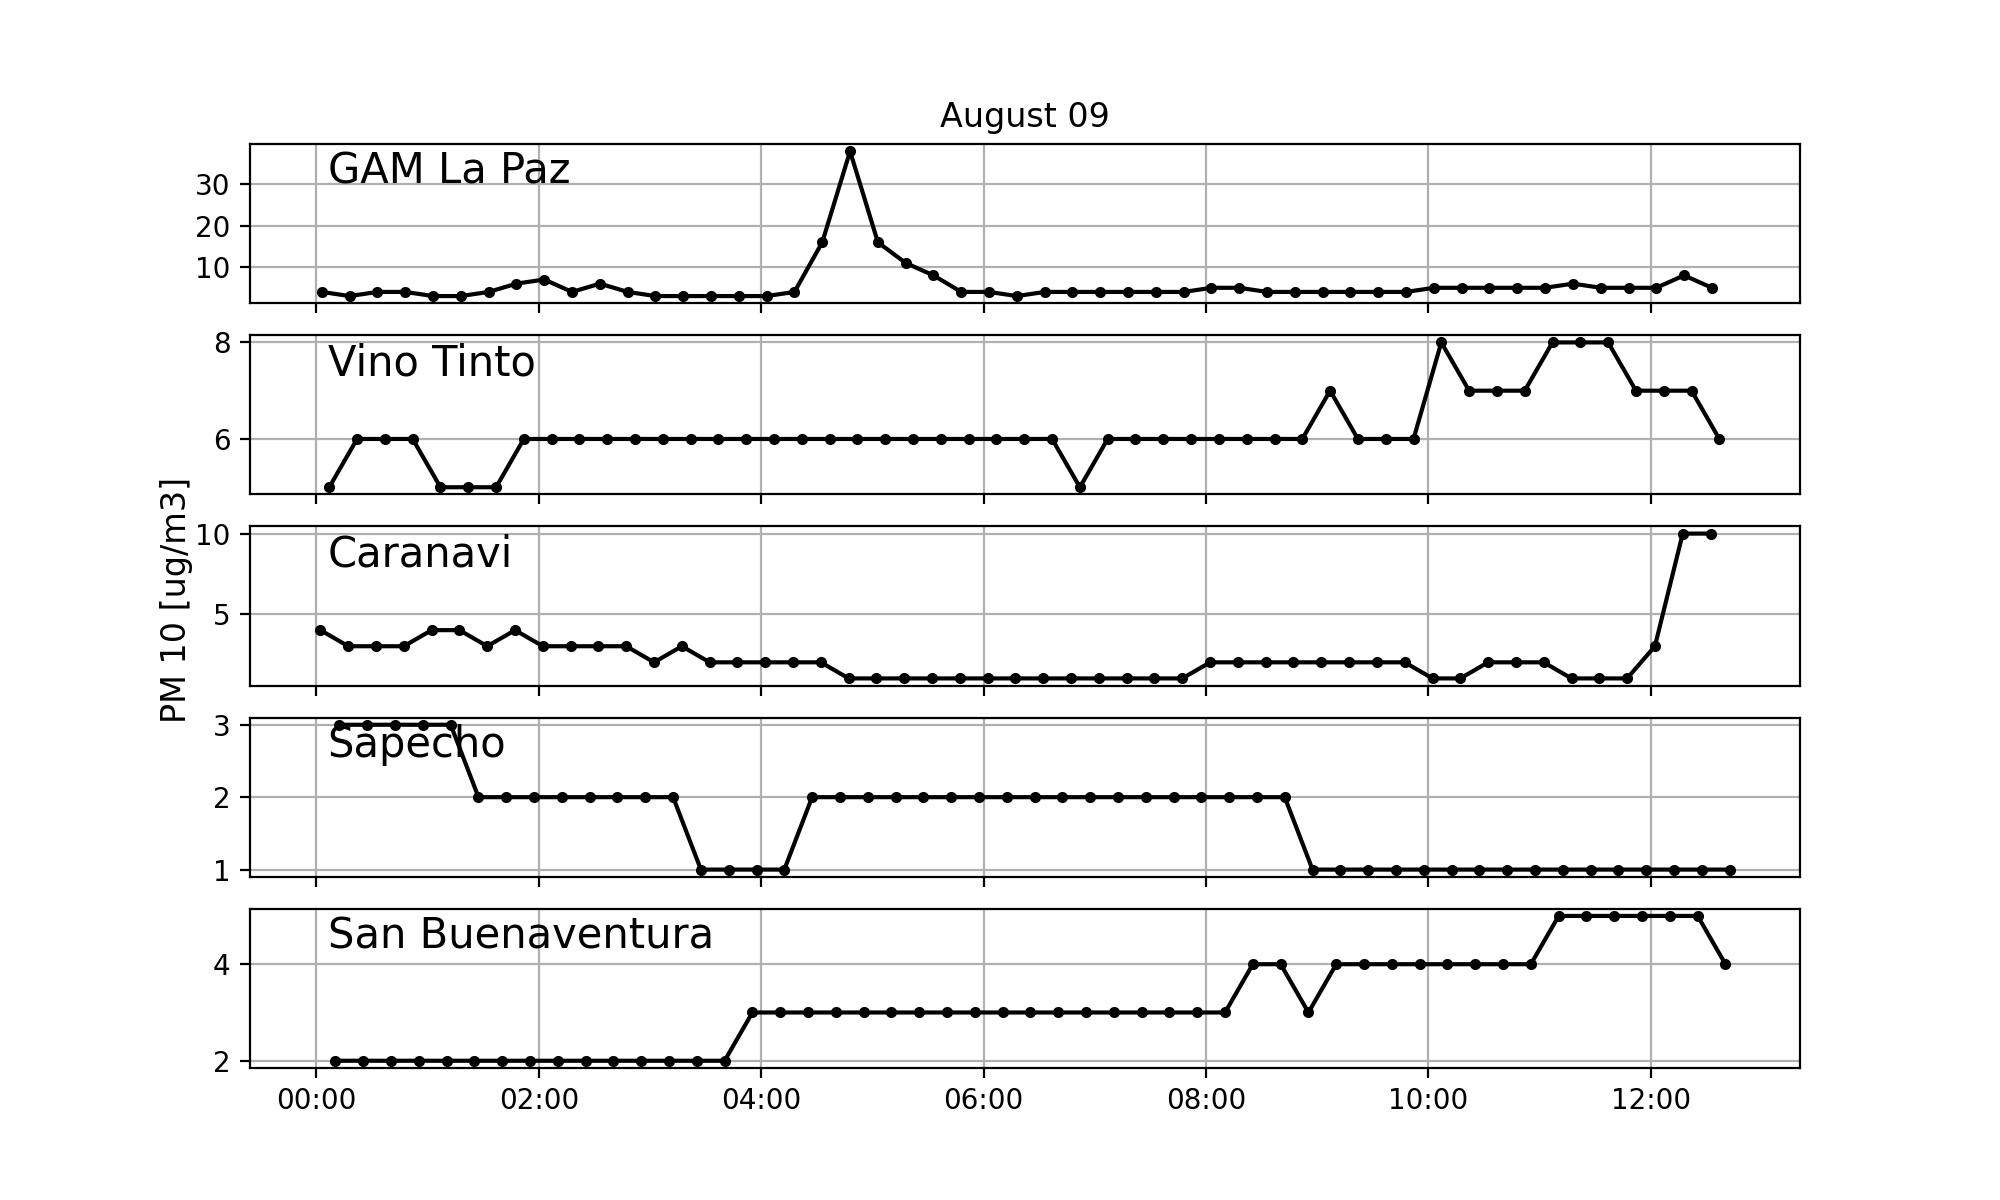 August 09
GAM La Paz
30
20
10
Vino Tinto
8
6
PM 10 [ug/m3]
Caranavi
10
5
Sapecho
3
2
1
San Buenaventura
4
2
00:00 02:00 04:00 06:00 08:00 10:00 12:00